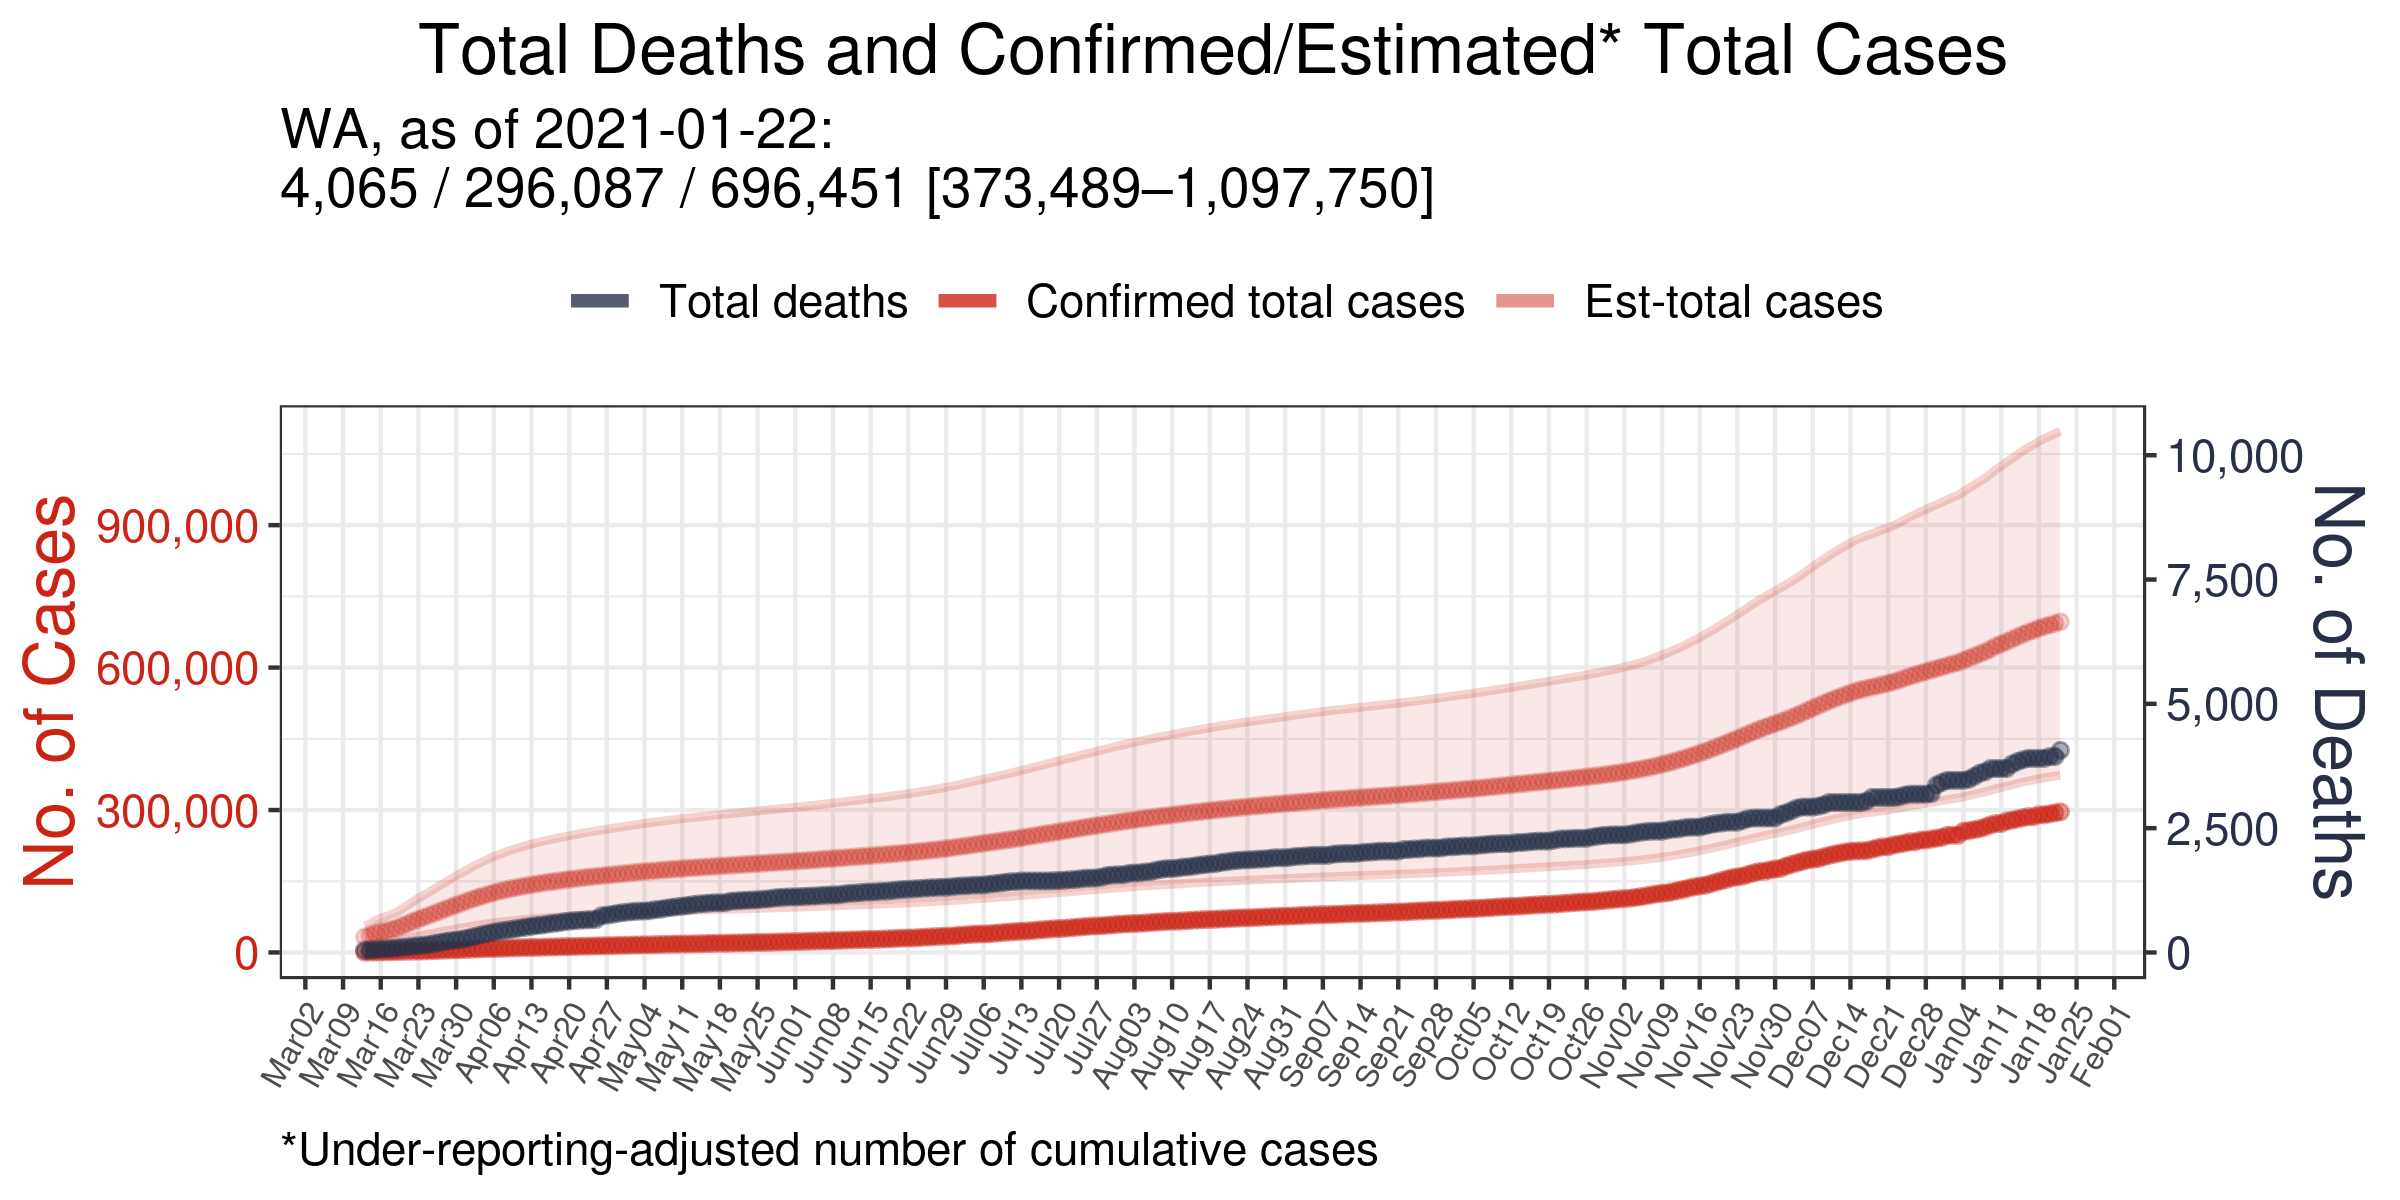 Total Deaths and Confirmed/Estimated* Total Cases
WA, as of 2021-01-22:
4,065 / 296,087 / 696,451 [373,489–1,097,750]
Total deaths
Confirmed total cases
Est-total cases
No. of Cases
900,000
600,000
300,000
0
10,000
7,500
5,000
2,500
0
No. of Deaths
Mar02
Mar09
Mar16
Mar23
Mar30
Apr06
Apr13
Apr20
Apr27
May04
May11
May18
May25
Jun01
Jun08
Jun15
Jun22
Jun29
Jul06
Jul13
Jul20
Jul27
Aug03
Aug10
Aug17
Aug24
Aug31
Sep07
Sep14
Sep21
Sep28
Oct05
Oct12
Oct19
Oct26
Nov02
Nov09
Nov16
Nov23
Nov30
Dec07
Dec14
Dec21
Dec28
Jan04
Jan11
Jan18
Jan25
Feb01
*Under-reporting-adjusted number of cumulative cases